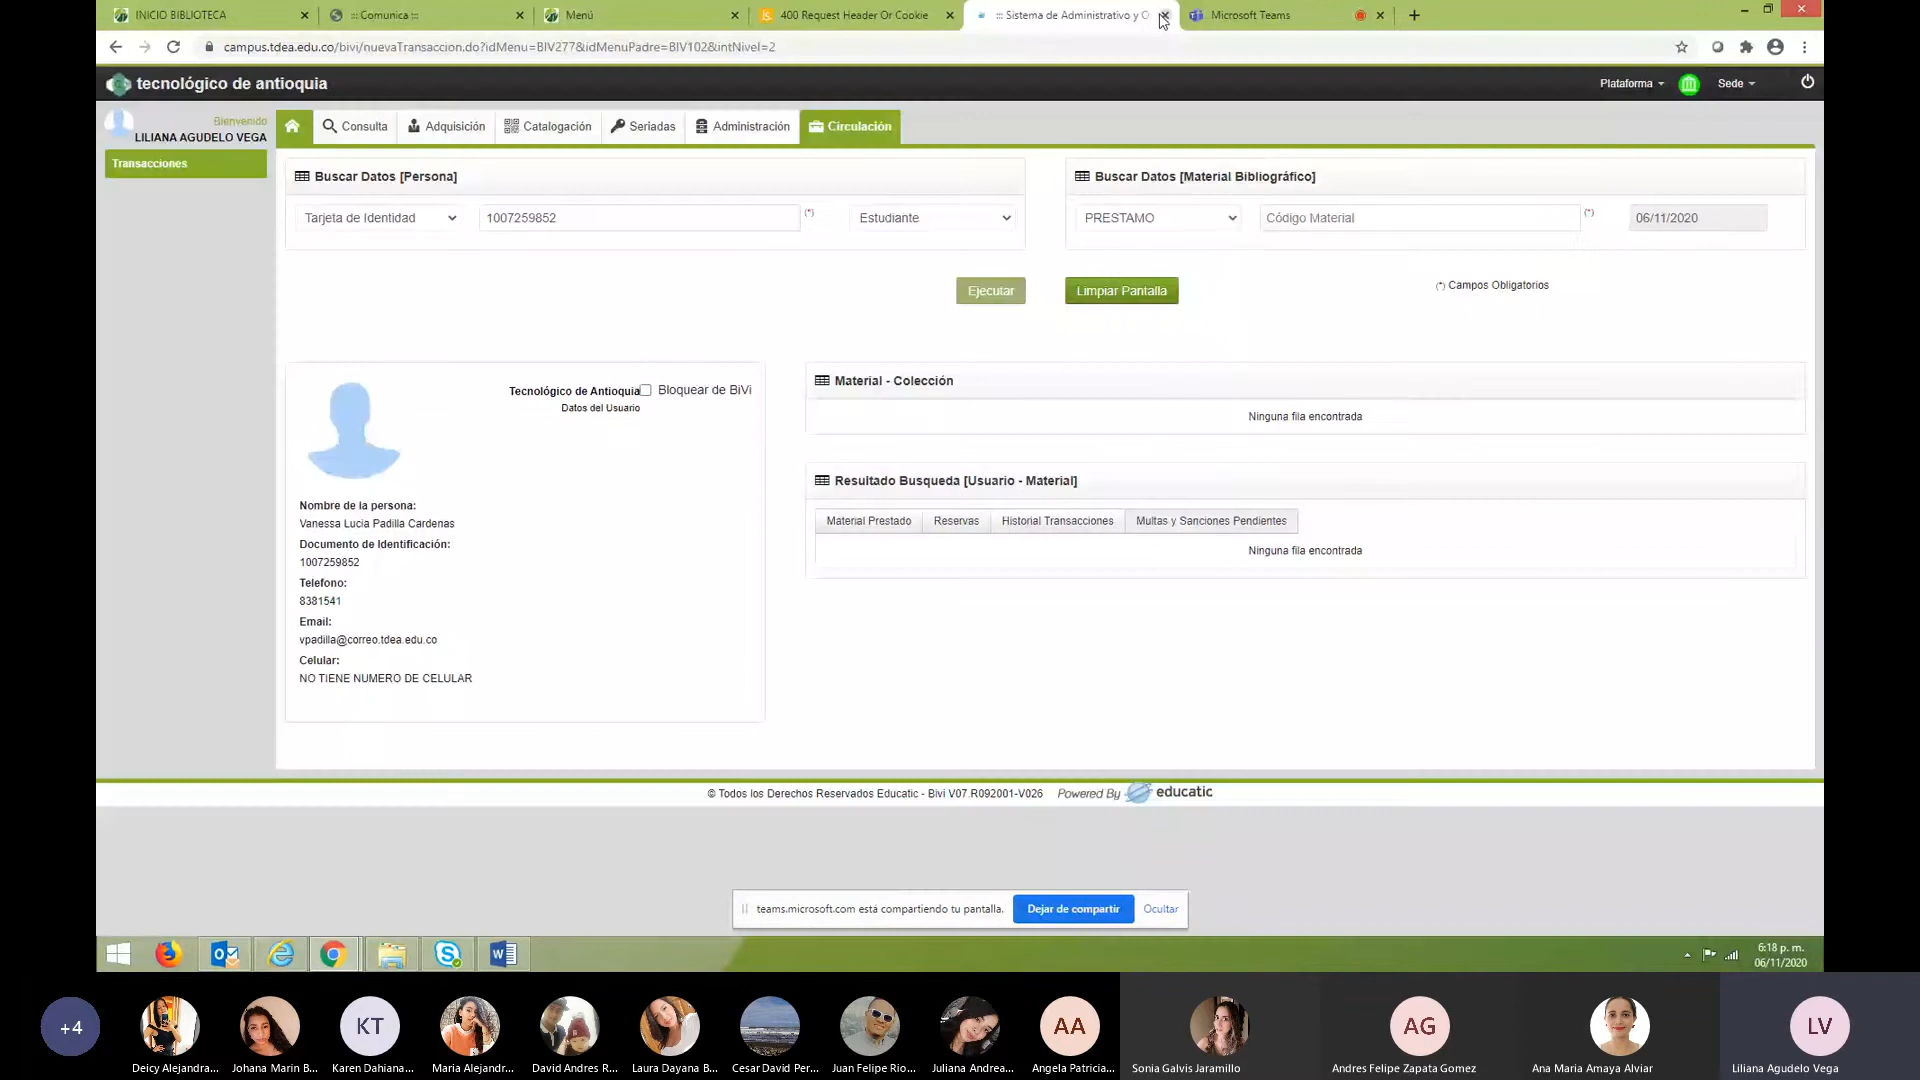 INICIO BIBLIOTECA
::: Comunica :::
Menú
400 Request Header Or Cookie
::: Sistema de Administrativo y O
Microsoft Teams
campus.tdea.edu.co/bivi/nuevaTransaccion.do?idMenu=BIV277&idMenuPadre=BIV102&intNivel=2
tecnológico de antioquia
Plataforma
Sede
Bienvenido
LILIANA AGUDELO VEGA
Transacciones
Consulta
Adquisición
Catalogación
Seriadas
Administración
Circulación
Buscar Datos [Persona]
Tarjeta de Identidad
1007259852
(*)
Estudiante
Buscar Datos [Material Bibliográfico]
PRESTAMO
Código Material
(*)
06/11/2020
Ejecutar
Limpiar Pantalla
(*) Campos Obligatorios
Tecnológico de Antioquia
Bloquear de BiVi
Datos del Usuario
Nombre de la persona:
Vanessa Lucia Padilla Cardenas
Documento de Identificación:
1007259852
Telefono:
8381541
Email:
vpadilla@correo.tdea.edu.co
Celular:
NO TIENE NUMERO DE CELULAR
Material - Colección
Ninguna fila encontrada
Resultado Busqueda [Usuario - Material]
Material Prestado
Reservas
Historial Transacciones
Multas y Sanciones Pendientes
Ninguna fila encontrada
© Todos los Derechos Reservados Educatic - Bivi V07.R092001-V026
Powered By educatic
teams.microsoft.com está compartiendo tu pantalla.
Dejar de compartir
Ocultar
6:18 p. m.
06/11/2020
+4
KT
AA
AG
LV
Deicy Alejandra...
Johana Marin B...
Karen Dahiana...
Maria Alejandr...
David Andres R...
Laura Dayana B...
Cesar David Per...
Juan Felipe Rio...
Juliana Andrea...
Angela Patricia...
Sonia Galvis Jaramillo
Andres Felipe Zapata Gomez
Ana Maria Amaya Alviar
Liliana Agudelo Vega